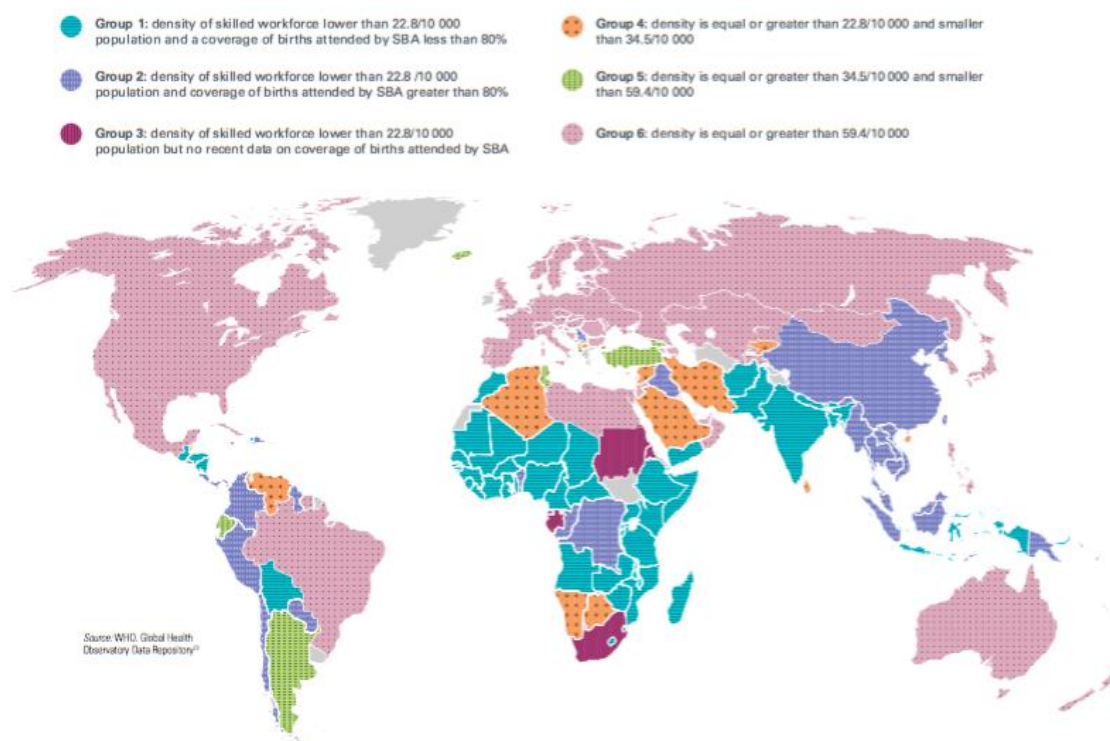 Group 1: density of skilled workforce lower than 22.8/10 000
population and a coverage of births attended by SBA less than 80%
Group 2: density of skilled workforce lower than 22.8 /10 000
population and coverage of births attended by SBA greater than 80%
Group 3: density of skilled workforce lower than 22.8/10 000
population but no recent data on coverage of births attended by SBA
Group 4: density is equal or greater than 22.8/10 000 and smaller
than 34.5/10 000
Group 5: density is equal or greater than 34.5/10 000 and smaller
than 59.4/10 000
Group 6: density is equal or greater than 59.4/10 000
Source: WHO. Global Health
Observatory Data Repository